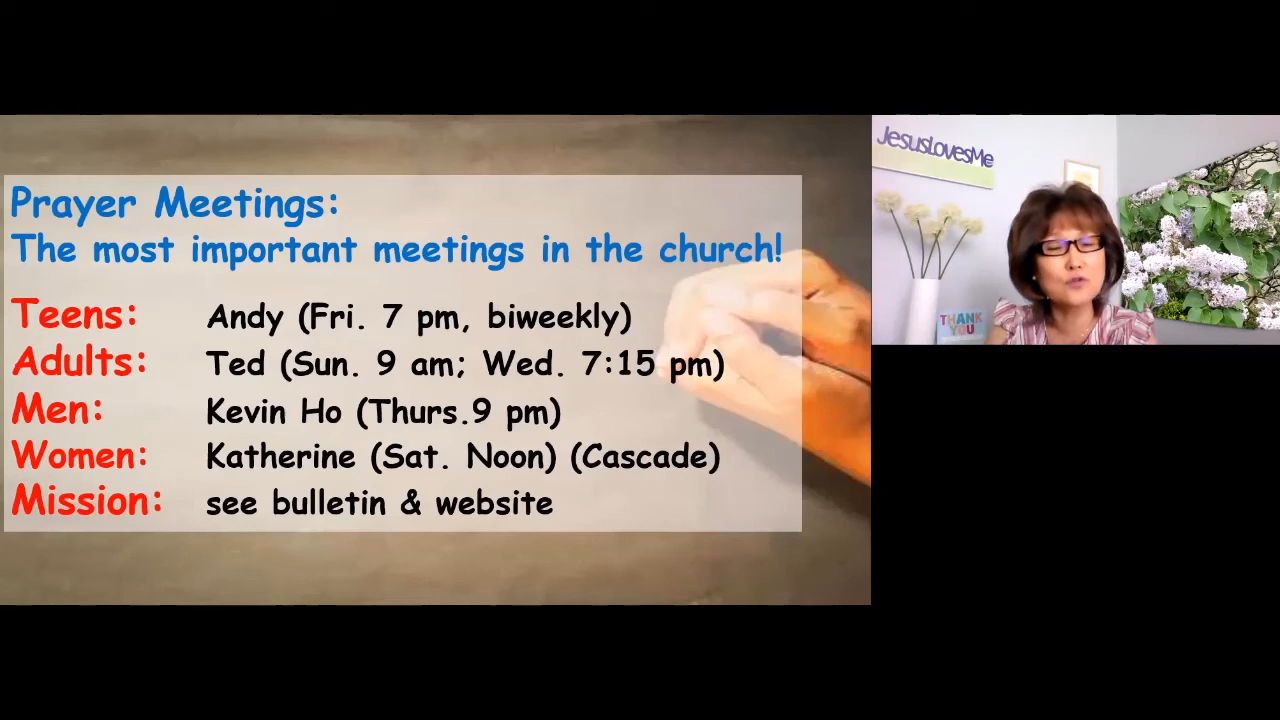 Prayer Meetings:
The most important meetings in the church!
Teens: Andy (Fri. 7 pm, biweekly)
Adults: Ted (Sun. 9 am; Wed. 7:15 pm)
Men: Kevin Ho (Thurs.9 pm)
Women: Katherine (Sat. Noon) (Cascade)
Mission: see bulletin & website
JesusLovesMe
THANK
YOU